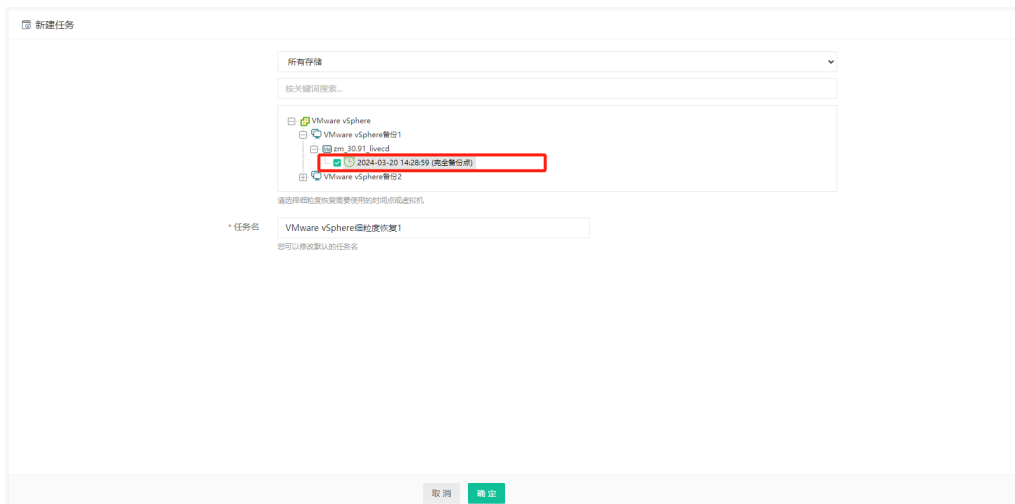 新建任务
所有存储
按关键词搜索...
VMware vSphere
VMware vSphere备份1
zm_30.91_livecd
2024-03-20 14:28:59 (完全备份点)
VMware vSphere备份2
请选择细粒度恢复需要使用的时间点或虚拟机
* 任务名 VMware vSphere细粒度恢复1
您可以修改默认的任务名
取消 确定